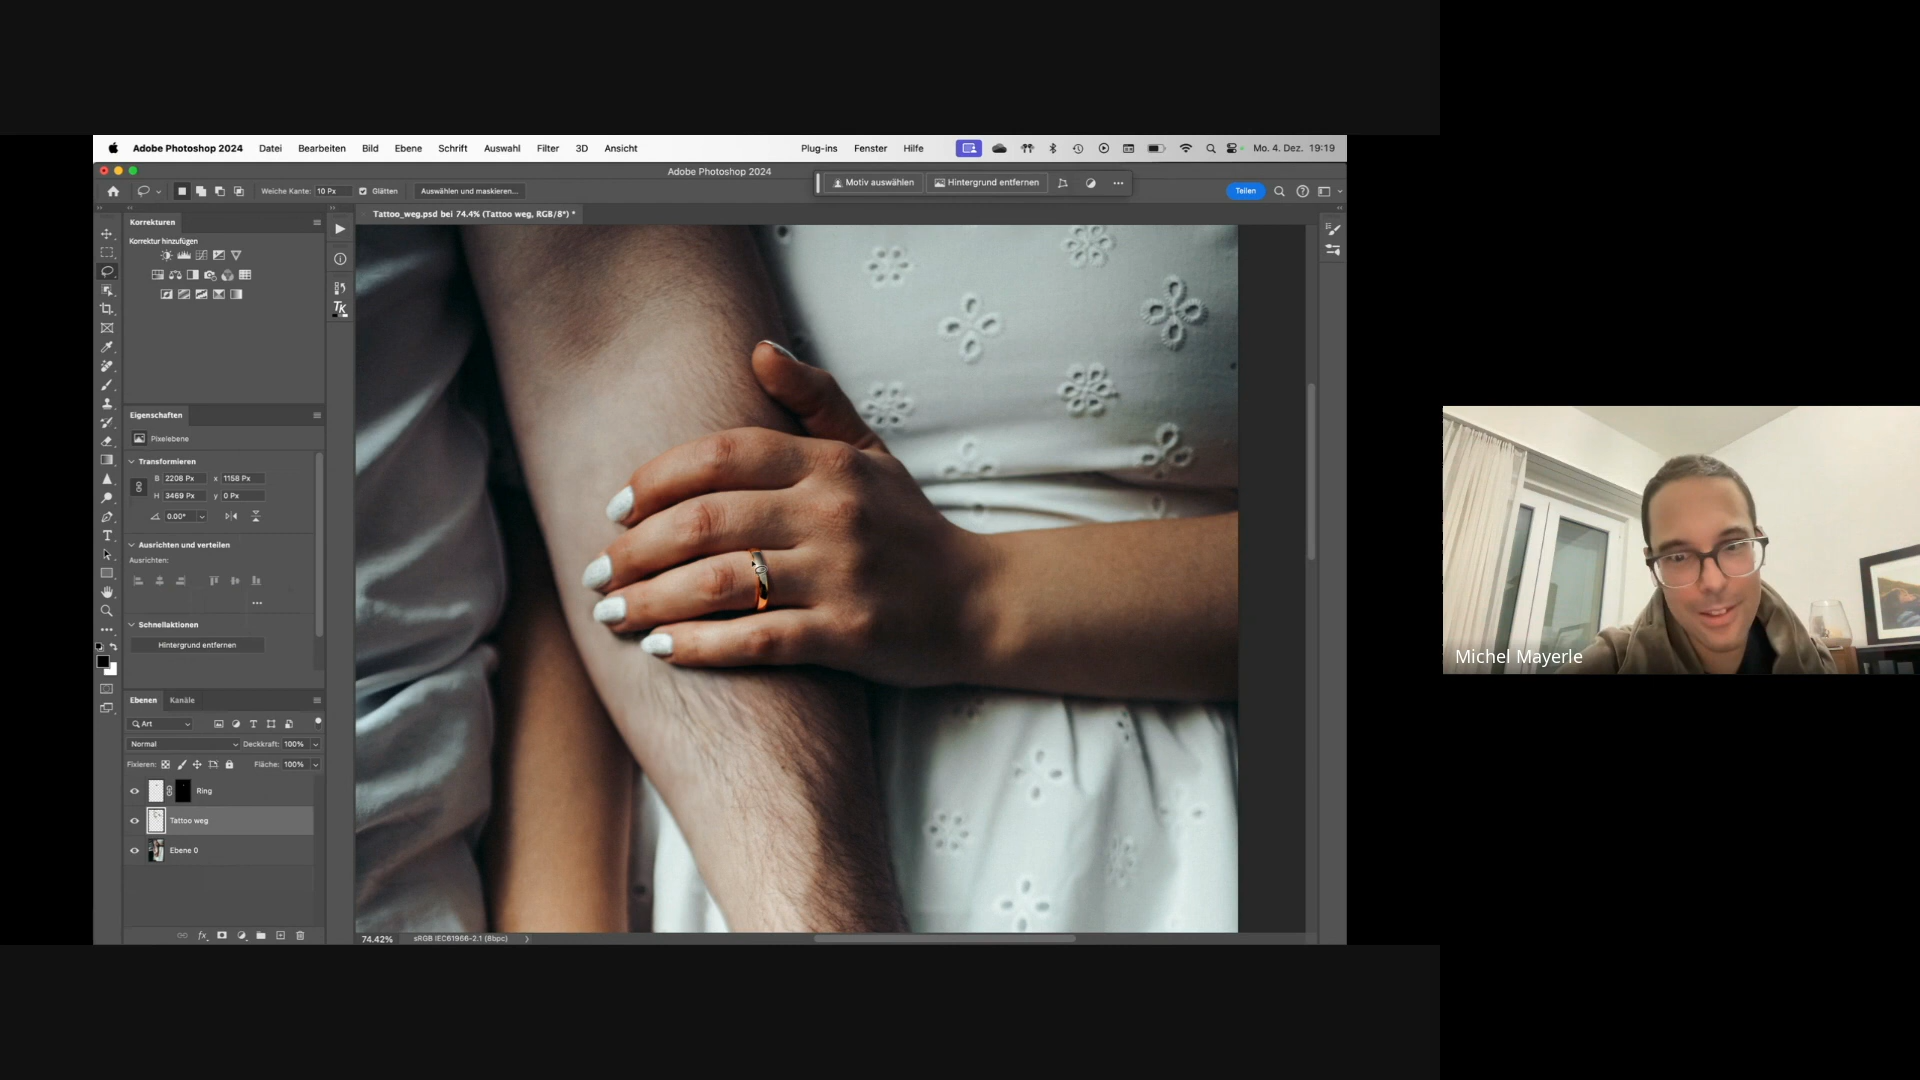 Adobe Photoshop 2024 Datei Bearbeiten Bild Ebene Schrift Auswahl Filter 3D Ansicht Plug-ins Fenster Hilfe Mo. 4. Dez. 19:19
Adobe Photoshop 2024
Weiche Kante: 10 Px Glätten Auswählen und maskieren... Motiv auswählen Hintergrund entfernen Teilen
Tattoo_weg.psd bei 74.4% (Tattoo weg, RGB/8*) *
Korrekturen
Korrektur hinzufügen
TK
Eigenschaften
Pixelebene
Transformieren
B 2208 Px x 1158 Px
H 3469 Px y 0 Px
0.00°
Ausrichten und verteilen
Ausrichten:
Schnellaktionen
Hintergrund entfernen
Ebenen Kanäle
Art
Normal Deckkraft: 100%
Fixieren: Fläche: 100%
Ring
Tattoo weg
Ebene 0
fx
74.42% sRGB IEC61966-2.1 (8bpc)
Michel Mayerle